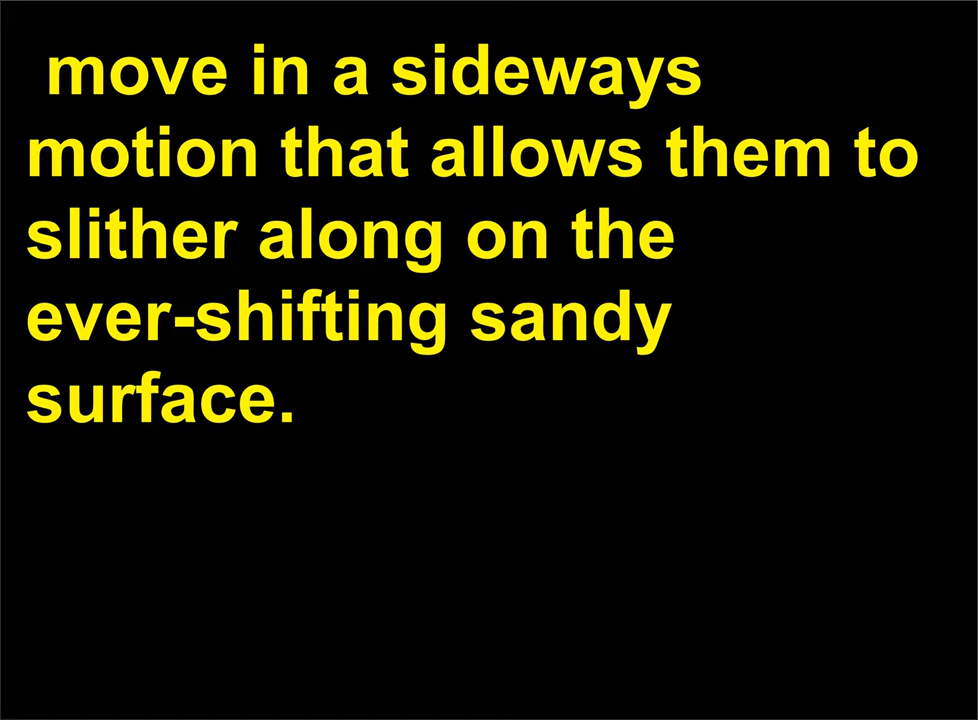 move in a sideways
motion that allows them to
slither along on the
ever-shifting sandy
surface.